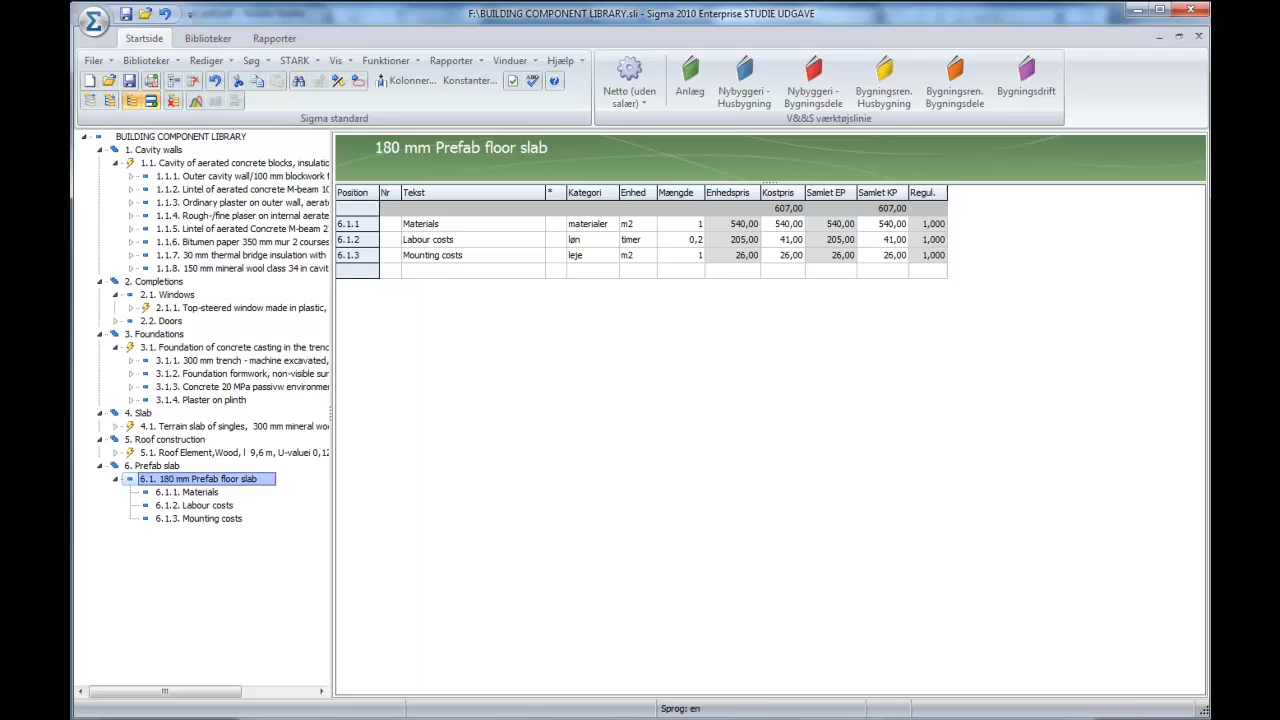 F:\BUILDING COMPONENT LIBRARY.sli - Sigma 2010 Enterprise STUDIE UDGAVE
Startside Biblioteker Rapporter
Filer Biblioteker Rediger Søg STARK Vis Funktioner Rapporter Vinduer Hjælp
Kolonner... Konstanter...
Sigma standard
Netto (uden salær)
Anlæg
Nybyggeri - Husbygning
Nybyggeri - Bygningsdele
Bygningsren. Husbygning
Bygningsren. Bygningsdele
Bygningsdrift
V&&S værktøjslinie
BUILDING COMPONENT LIBRARY
1. Cavity walls
1.1. Cavity of aerated concrete blocks, insulatic
1.1.1. Outer cavity wall/100 mm blockwork
1.1.2. Lintel of aerated concrete M-beam 10
1.1.3. Ordinary plaster on outer wall, aerat
1.1.4. Rough-/fine plaser on internal aerate
1.1.5. Lintel of aerated Concrete M-beam 2
1.1.6. Bitumen paper 350 mm mur 2 courses
1.1.7. 30 mm thermal bridge insulation with
1.1.8. 150 mm mineral wool class 34 in cavit
2. Completions
2.1. Windows
2.1.1. Top-steered window made in plastic,
2.2. Doors
3. Foundations
3.1. Foundation of concrete casting in the trenc
3.1.1. 300 mm trench - machine excavated,
3.1.2. Foundation formwork, non-visible sur
3.1.3. Concrete 20 MPa passivw environme
3.1.4. Plaster on plinth
4. Slab
4.1. Terrain slab of singles, 300 mm mineral wo
5. Roof construction
5.1. Roof Element,Wood, l 9,6 m, U-valuei 0,12
6. Prefab slab
6.1. 180 mm Prefab floor slab
6.1.1. Materials
6.1.2. Labour costs
6.1.3. Mounting costs
180 mm Prefab floor slab
Position Nr Tekst * Kategori Enhed Mængde Enhedspris Kostpris Samlet EP Samlet KP Regul.
607,00 607,00
6.1.1 Materials materialer m2 1 540,00 540,00 540,00 540,00 1,000
6.1.2 Labour costs løn timer 0,2 205,00 41,00 205,00 41,00 1,000
6.1.3 Mounting costs leje m2 1 26,00 26,00 26,00 26,00 1,000
Sprog: en